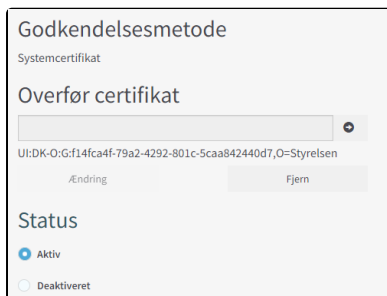 Godkendelsesmetode
Systemcertifikat
Overfør certifikat
UI:DK-O:G:f14fca4f-79a2-4292-801c-5caa842440d7,O=Styrelsen
Ændring
Fjern
Status
Aktiv
Deaktiveret